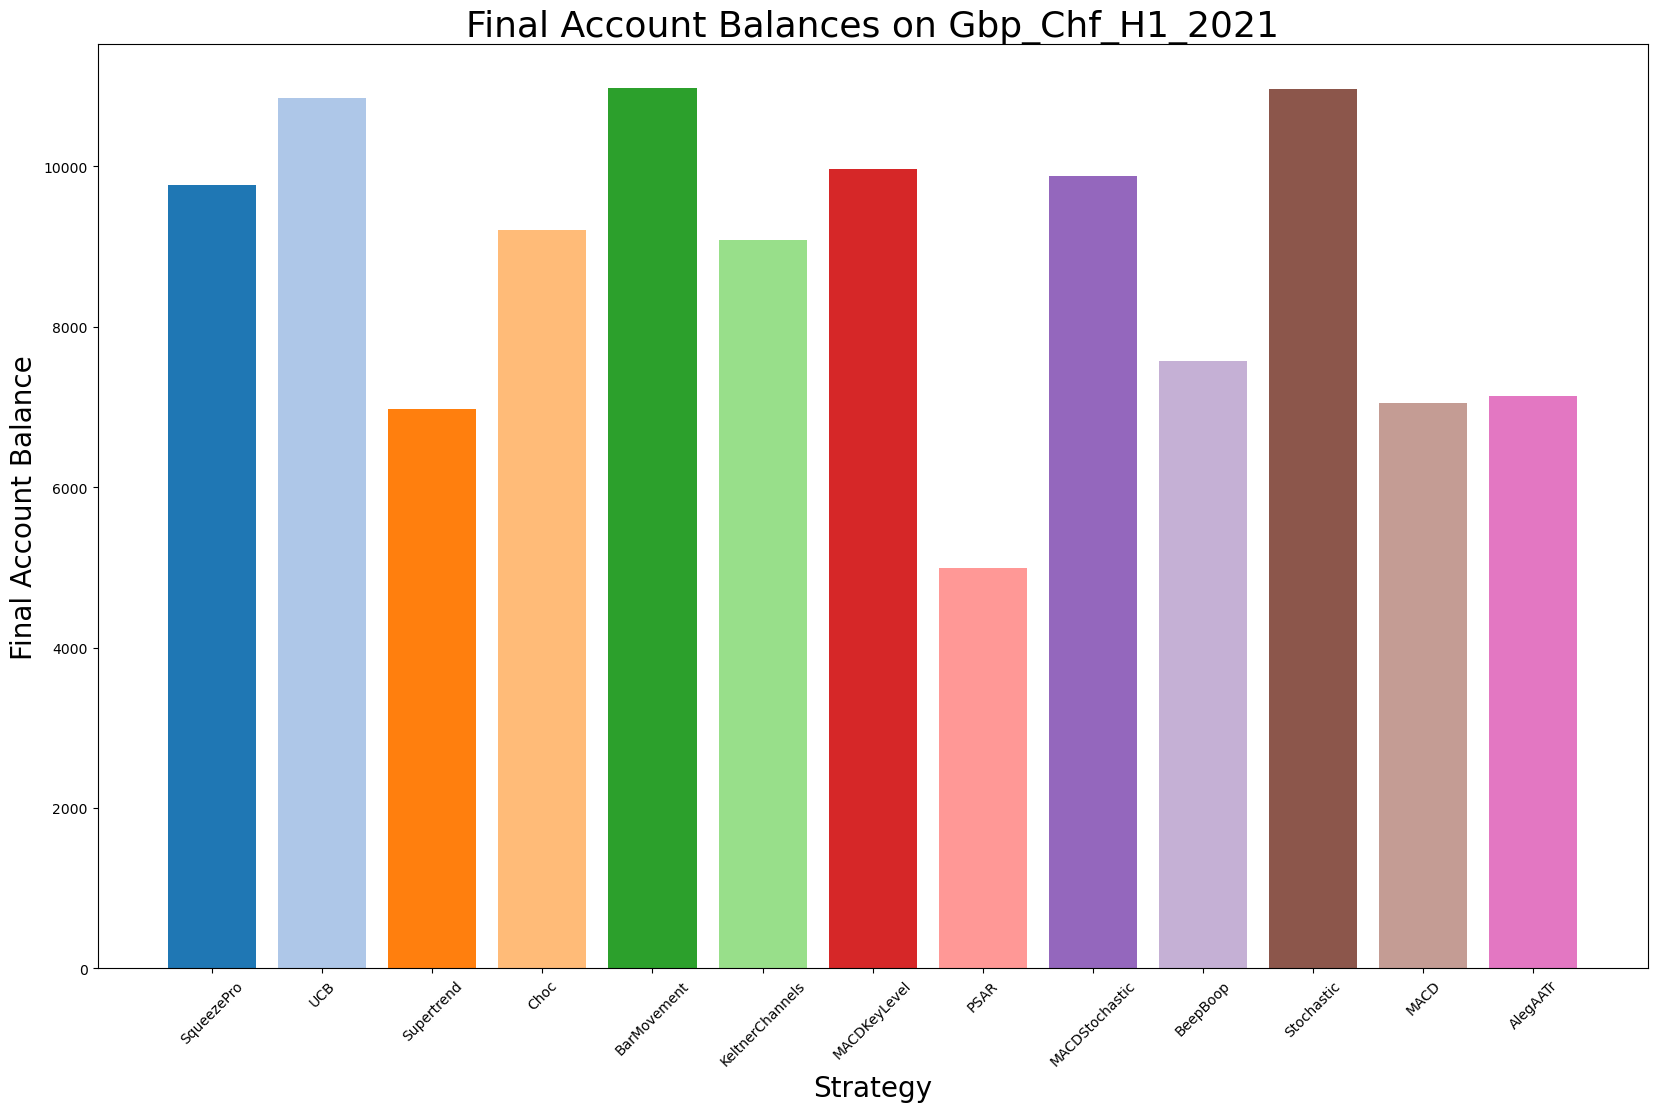 Final Account Balances on Gbp_Chf_H1_2021
Final Account Balance
10000
8000
6000
4000
2000
0
SqueezePro
UCB
Supertrend
Choc
BarMovement
KeltnerChannels
MACDKeyLevel
PSAR
MACDStochastic
BeepBoop
Stochastic
MACD
AlegAATr
Strategy